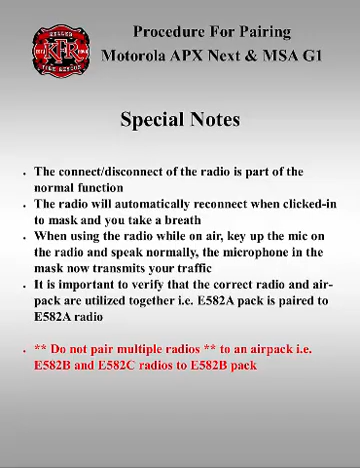 Procedure For Pairing
KELLER
Motorola APX Next & MSA G1
KFR
FIRE RESCUE
Special Notes
• The connect/disconnect of the radio is part of the
normal function
• The radio will automatically reconnect when clicked-in
to mask and you take a breath
• When using the radio while on air, key up the mic on
the radio and speak normally, the microphone in the
mask now transmits your traffic
• It is important to verify that the correct radio and air-
pack are utilized together i.e. E582A pack is paired to
E582A radio
• ** Do not pair multiple radios ** to an airpack i.e.
E582B and E582C radios to E582B pack